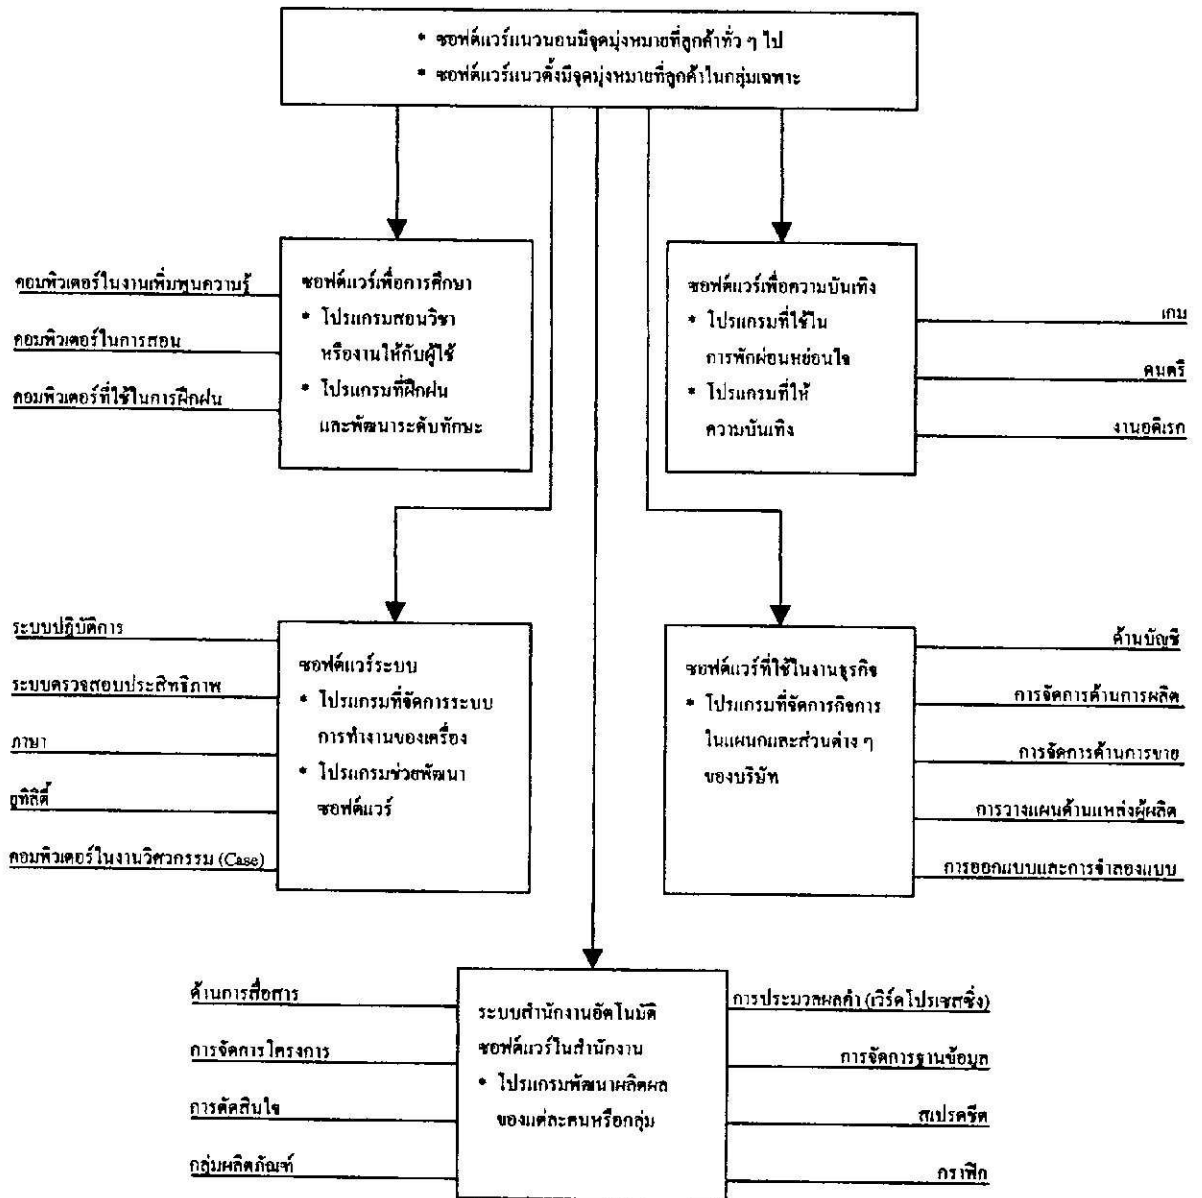 * ซอฟต์แวร์แนวนอนมีจุดมุ่งหมายที่ลูกค้าทั่ว ๆ ไป
* ซอฟต์แวร์แนวตั้งมีจุดมุ่งหมายที่ลูกค้าในกลุ่มเฉพาะ
คอมพิวเตอร์ในงานเพิ่มพูนความรู้
คอมพิวเตอร์ในการสอน
คอมพิวเตอร์ที่ใช้ในการฝึกฝน
ซอฟต์แวร์เพื่อการศึกษา
* โปรแกรมสอนวิชา
หรืองานให้กับผู้ใช้
* โปรแกรมที่ฝึกฝน
และพัฒนาระดับทักษะ
ซอฟต์แวร์เพื่อความบันเทิง
* โปรแกรมที่ใช้ใน
การพักผ่อนหย่อนใจ
* โปรแกรมที่ให้
ความบันเทิง
เกม
ดนตรี
งานอดิเรก
ระบบปฏิบัติการ
ระบบตรวจสอบประสิทธิภาพ
ภาษา
ยูทิลิตี้
คอมพิวเตอร์ในงานวิศวกรรม (Case)
ซอฟต์แวร์ระบบ
* โปรแกรมที่จัดการระบบ
การทำงานของเครื่อง
* โปรแกรมช่วยพัฒนา
ซอฟต์แวร์
ซอฟต์แวร์ที่ใช้ในงานธุรกิจ
* โปรแกรมที่จัดการกิจการ
ในแผนกและส่วนต่าง ๆ
ของบริษัท
ด้านบัญชี
การจัดการด้านการผลิต
การจัดการด้านการขาย
การวางแผนด้านแหล่งผู้ผลิต
การออกแบบและการจำลองแบบ
ด้านการสื่อสาร
การจัดการโครงการ
การตัดสินใจ
กลุ่มผลิตภัณฑ์
ระบบสำนักงานอัตโนมัติ
ซอฟต์แวร์ในสำนักงาน
* โปรแกรมพัฒนาผลิตผล
ของแต่ละคนหรือกลุ่ม
การประมวลผลคำ (เวิร์ดโปรเซสซิ่ง)
การจัดการฐานข้อมูล
สเปรดชีต
กราฟิก